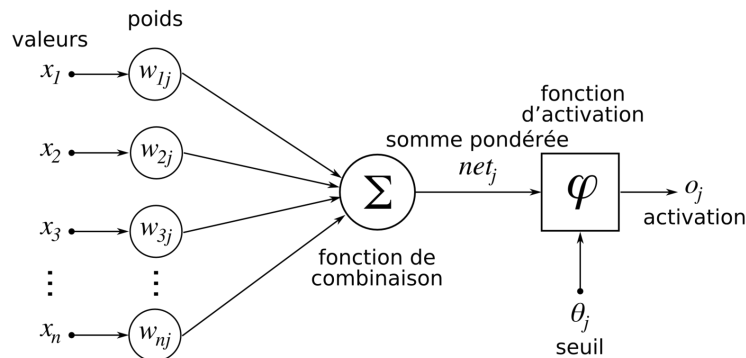 poids
valeurs
x₁
w₁ⱼ
x₂
w₂ⱼ
x₃
w₃ⱼ
⋮
⋮
xₙ
wₙⱼ
Σ
fonction de
combinaison
somme pondérée
netⱼ
fonction
d'activation
φ
oⱼ
activation
θⱼ
seuil